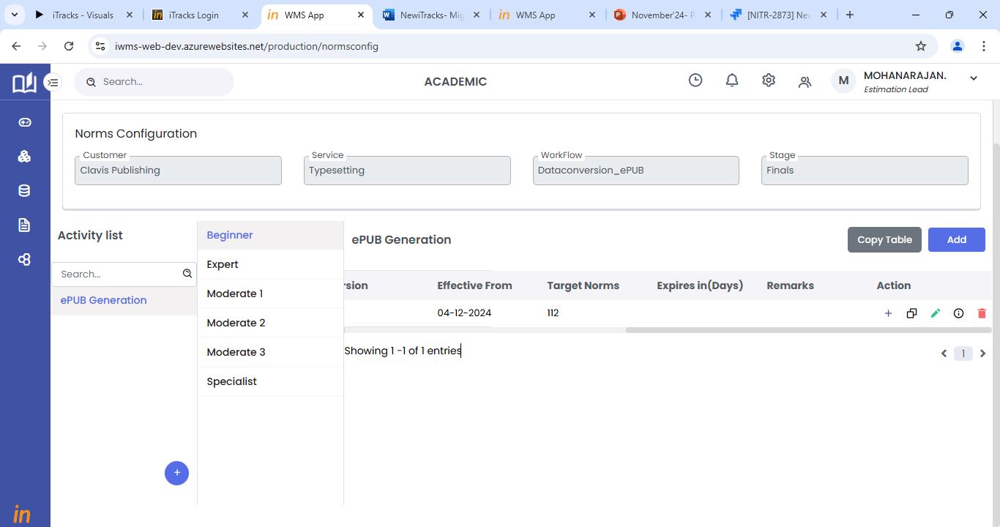 iTracks - Visuals
iTracks Login
WMS App
NewiTracks- Mig
WMS App
November'24- P
[NITR-2873] Nev
iwms-web-dev.azurewebsites.net/production/normsconfig
Search...
ACADEMIC
M
MOHANARAJAN.
Estimation Lead
Norms Configuration
Customer
Clavis Publishing
Service
Typesetting
WorkFlow
Dataconversion_ePUB
Stage
Finals
Activity list
Search...
ePUB Generation
Beginner
Expert
Moderate 1
Moderate 2
Moderate 3
Specialist
ePUB Generation
Copy Table
Add
rsion Effective From Target Norms Expires in(Days) Remarks Action
04-12-2024 112
Showing 1 -1 of 1 entries
1
in